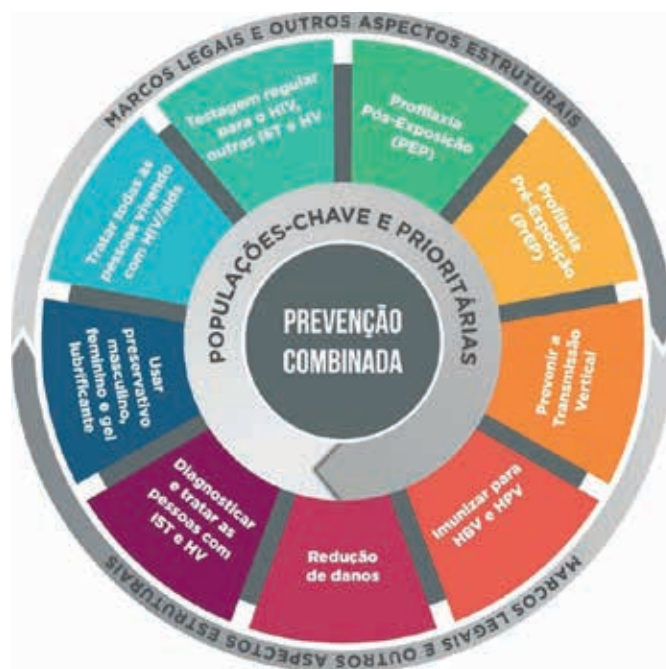 MARCOS LEGAIS E OUTROS ASPECTOS ESTRUTURAIS
Testagem regular
para o HIV,
outras IST e HV
Profilaxia
Pós-Exposição
(PEP)
Profilaxia
Pré-Exposição
(PrEP)
Prevenir a
Transmissão
Vertical
Imunizar para
HBV e HPV
Redução
de danos
Diagnosticar
e tratar as
pessoas com
IST e HV
Usar
preservativo
masculino,
feminino e gel
lubrificante
Tratar todas as
pessoas vivendo
com HIV/aids
POPULAÇÕES-CHAVE E PRIORITÁRIAS
PREVENÇÃO
COMBINADA
MARCOS LEGAIS E OUTROS ASPECTOS ESTRUTURAIS